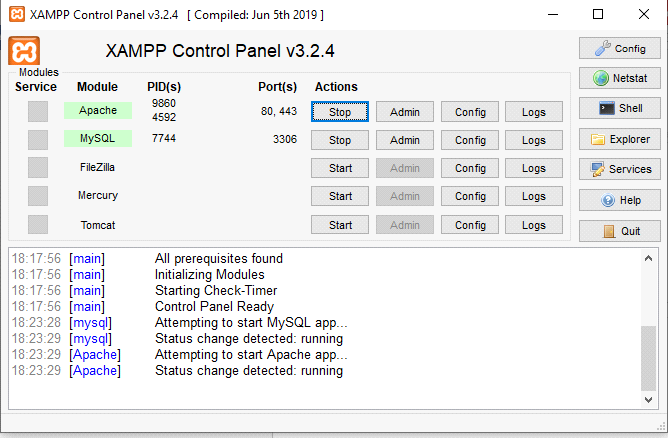 XAMPP Control Panel v3.2.4 [ Compiled: Jun 5th 2019 ]
XAMPP Control Panel v3.2.4
Config
Modules
Service Module PID(s) Port(s) Actions
Netstat
Apache 9860 4592 80, 443 Stop Admin Config Logs
Shell
MySQL 7744 3306 Stop Admin Config Logs
Explorer
FileZilla Start Admin Config Logs
Services
Mercury Start Admin Config Logs
Help
Tomcat Start Admin Config Logs
Quit
18:17:56 [main] All prerequisites found
18:17:56 [main] Initializing Modules
18:17:56 [main] Starting Check-Timer
18:17:56 [main] Control Panel Ready
18:23:28 [mysql] Attempting to start MySQL app...
18:23:29 [mysql] Status change detected: running
18:23:29 [Apache] Attempting to start Apache app...
18:23:29 [Apache] Status change detected: running